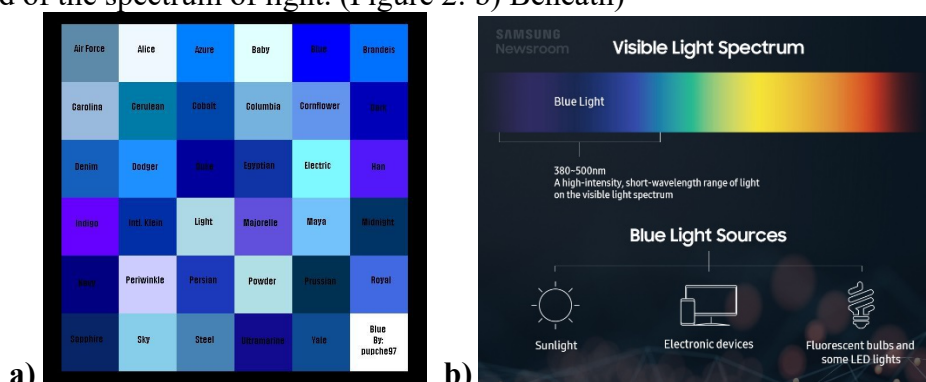 d of the spectrum of light. (Figure 2: b) Beneath)
Air Force Alice Azure Baby Blue Brandeis
Carolina Cerulean Cobalt Columbia Cornflower Dark
Denim Dodger Duke Egyptian Electric Han
Indigo Intl. Klein Light Majorelle Maya Midnight
Navy Periwinkle Persian Powder Prussian Royal
Sapphire Sky Steel Ultramarine Yale Blue
By:
pupche97
a)
SAMSUNG
Newsroom
Visible Light Spectrum
Blue Light
380~500nm
A high-intensity, short-wavelength range of light
on the visible light spectrum
Blue Light Sources
Sunlight
Electronic devices
Fluorescent bulbs and
some LED lights
b)